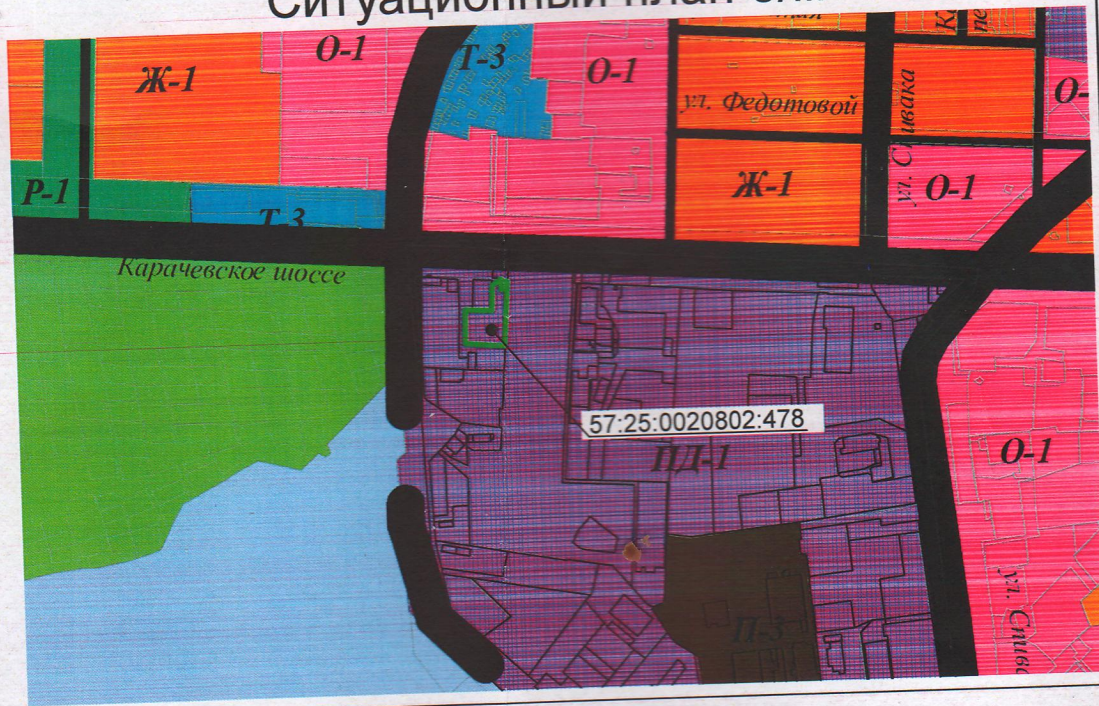 Ситуационный план
О-1
Т-3
О-1
Ж-1
ул. Федотовой
ул. Спивака
О-
Р-1
Т-3
Ж-1
О-1
Карачевское шоссе
57:25:0020802:478
ПД-1
О-1
П-3
ул. Спив